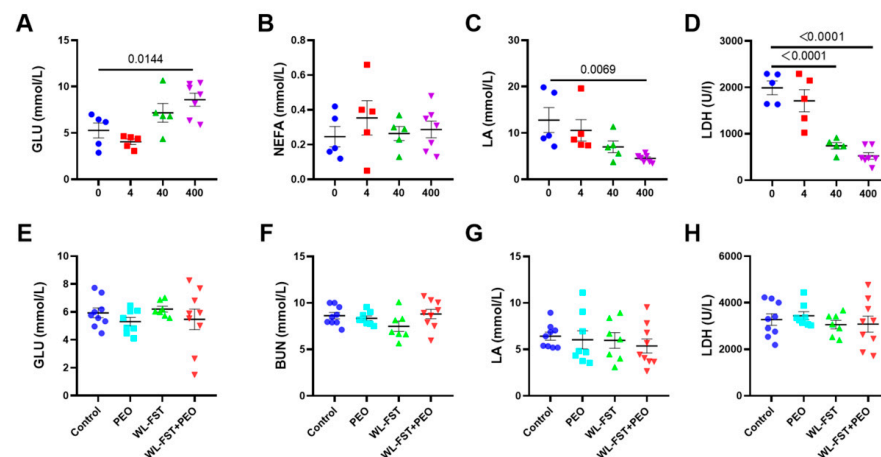 A
B
C
D
GLU (mmol/L)
15
10
5
0
0.0144
0 4 40 400
NEFA (mmol/L)
0.8
0.6
0.4
0.2
0.0
0 4 40 400
LA (mmol/L)
30
20
10
0
0.0069
0 4 40 400
LDH (U/l)
3000
2000
1000
0
<0.0001
<0.0001
0 4 40 400
E
F
G
H
GLU (mmol/L)
10
8
6
4
2
0
Control PEO WL-FST WL-FST+PEO
BUN (mmol/L)
15
10
5
0
Control PEO WL-FST WL-FST+PEO
LA (mmol/L)
15
10
5
0
Control PEO WL-FST WL-FST+PEO
LDH (U/L)
6000
4000
2000
0
Control PEO WL-FST WL-FST+PEO